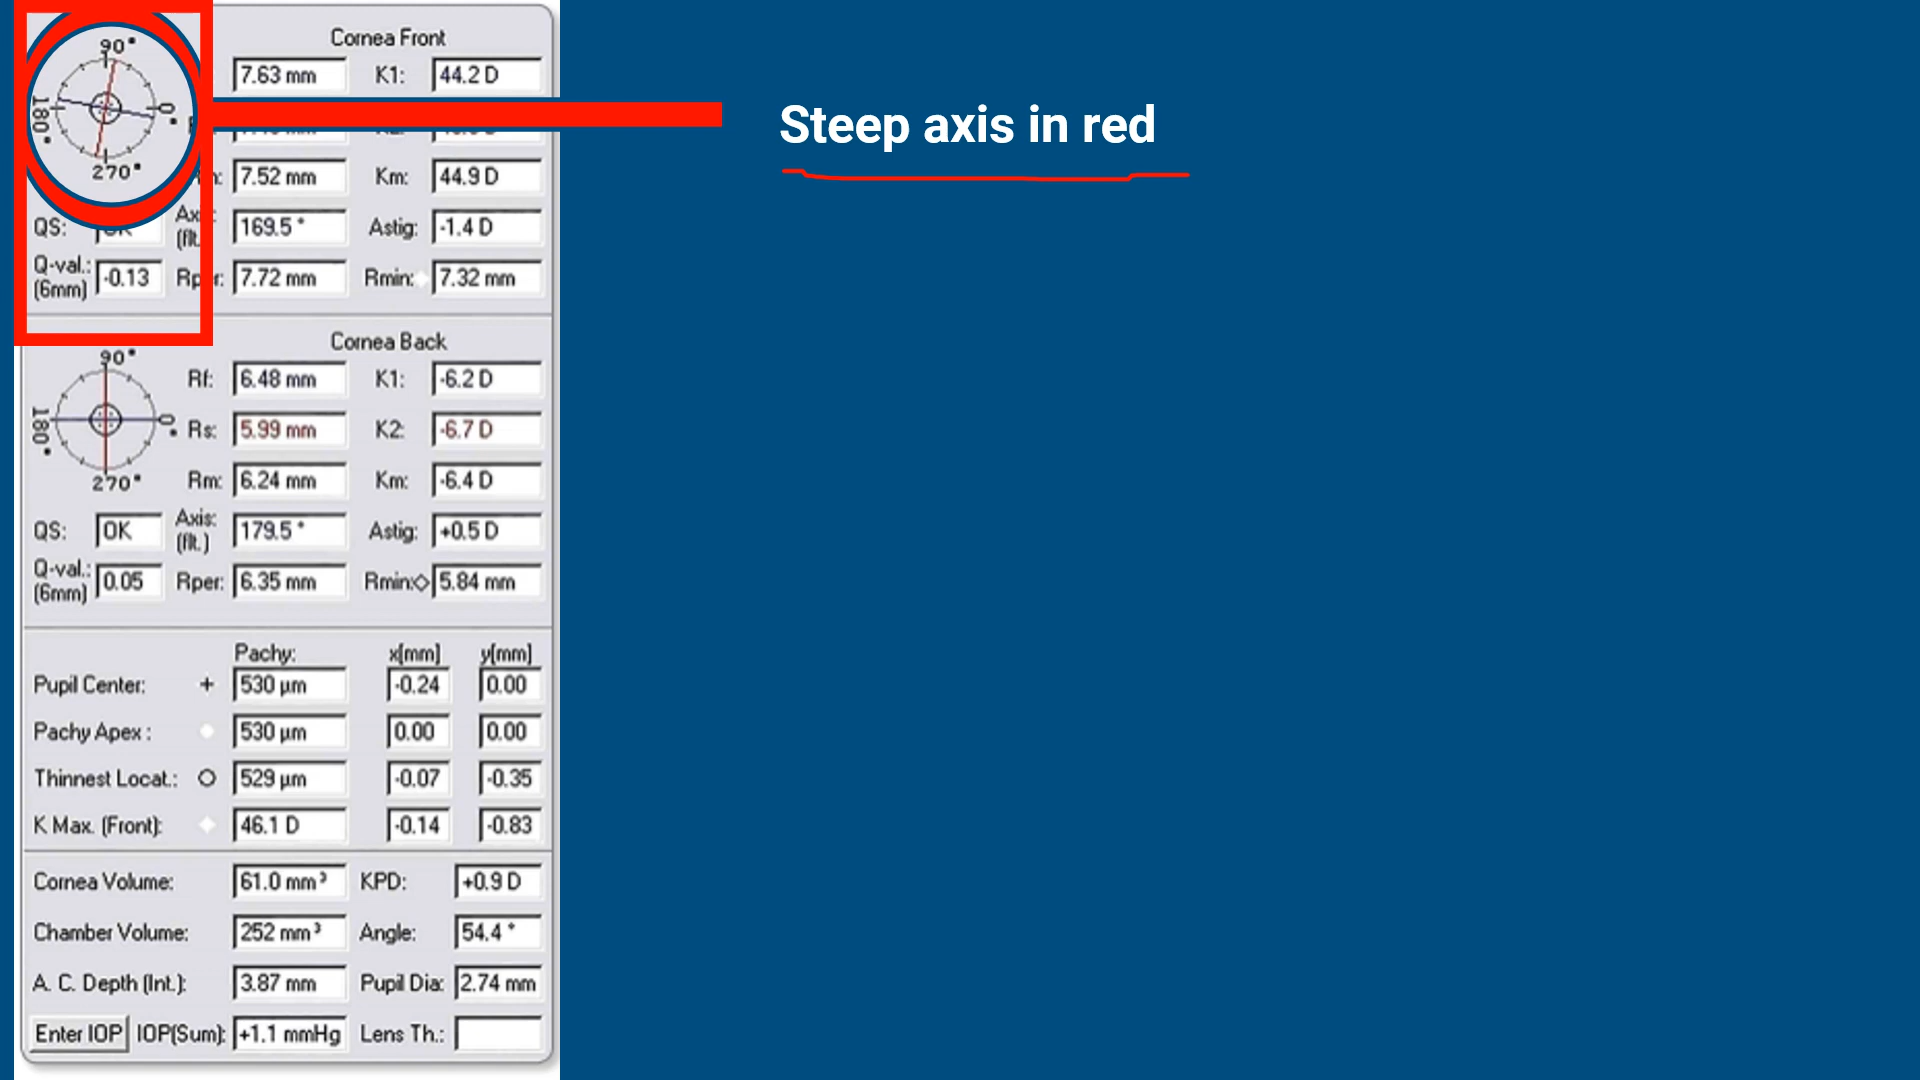 90°
180°
0°
270°
Cornea Front
7.63 mm K1: 44.2 D
7.52 mm Km: 44.9 D
QS: OK (flt. 169.5 ° Astig: -1.4 D
Q-val.: (6mm) -0.13 Rper: 7.72 mm Rmin: 7.32 mm
Steep axis in red
Cornea Back
90°
180°
0°
270°
Rf: 6.48 mm K1: -6.2 D
Rs: 5.99 mm K2: -6.7 D
Rm: 6.24 mm Km: -6.4 D
QS: OK Axis: (flt.) 179.5 ° Astig: +0.5 D
Q-val.: (6mm) 0.05 Rper: 6.35 mm Rmin: 5.84 mm
Pachy: x[mm] y[mm]
Pupil Center: + 530 µm -0.24 0.00
Pachy Apex : 530 µm 0.00 0.00
Thinnest Locat.: 529 µm -0.07 -0.35
K Max. (Front): 46.1 D -0.14 -0.83
Cornea Volume: 61.0 mm³ KPD: +0.9 D
Chamber Volume: 252 mm³ Angle: 54.4 °
A. C. Depth (Int.): 3.87 mm Pupil Dia: 2.74 mm
Enter IOP IOP(Sum): +1.1 mmHg Lens Th.: